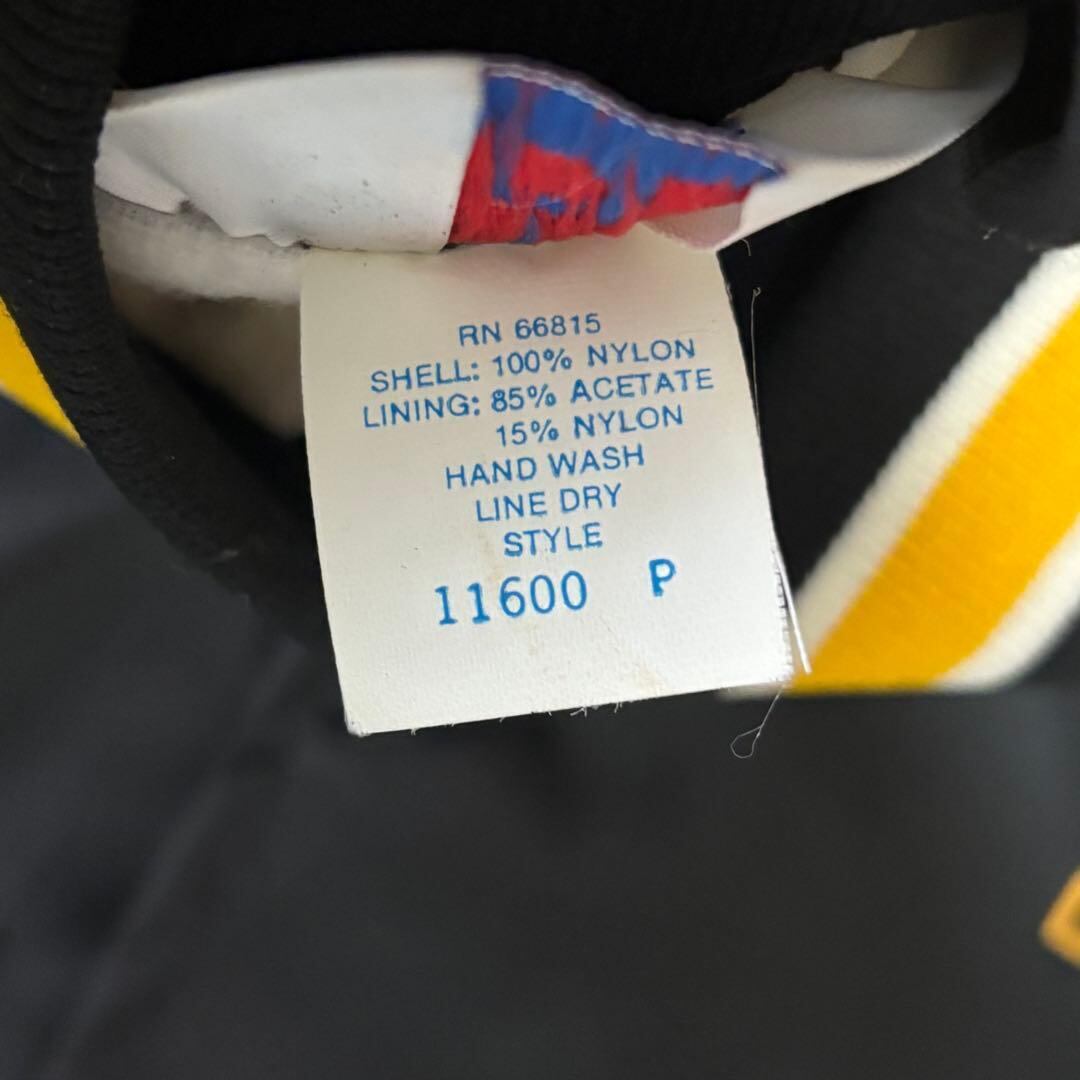 RN 66815
SHELL: 100% NYLON
LINING: 85% ACETATE
15% NYLON
HAND WASH
LINE DRY
STYLE
11600 P